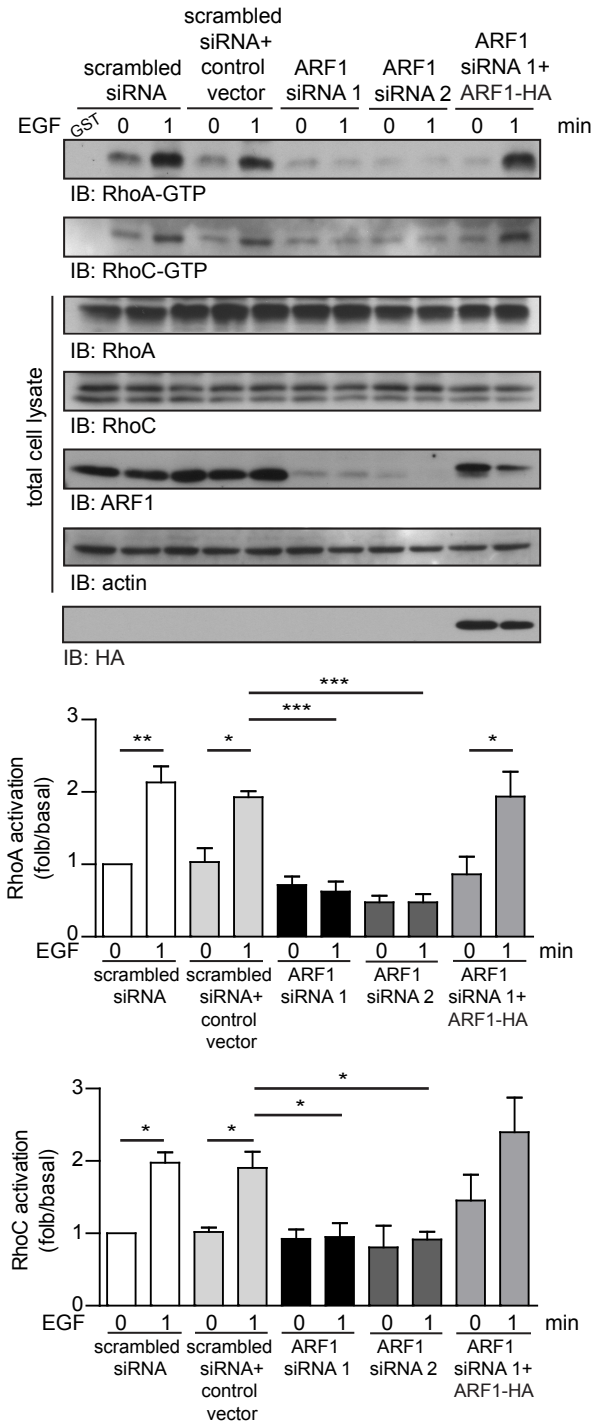 scrambled siRNA
scrambled siRNA+ control vector
ARF1 siRNA 1
ARF1 siRNA 2
ARF1 siRNA 1+ ARF1-HA
EGF GST 0 1 0 1 0 1 0 1 0 1 min
IB: RhoA-GTP
IB: RhoC-GTP
total cell lysate
IB: RhoA
IB: RhoC
IB: ARF1
IB: actin
IB: HA
RhoA activation
(folb/basal)
3
2
1
0
** * *** *** *
EGF 0 1 0 1 0 1 0 1 0 1 min
scrambled siRNA
scrambled siRNA+ control vector
ARF1 siRNA 1
ARF1 siRNA 2
ARF1 siRNA 1+ ARF1-HA
RhoC activation
(folb/basal)
3
2
1
0
* * * *
EGF 0 1 0 1 0 1 0 1 0 1 min
scrambled siRNA
scrambled siRNA+ control vector
ARF1 siRNA 1
ARF1 siRNA 2
ARF1 siRNA 1+ ARF1-HA